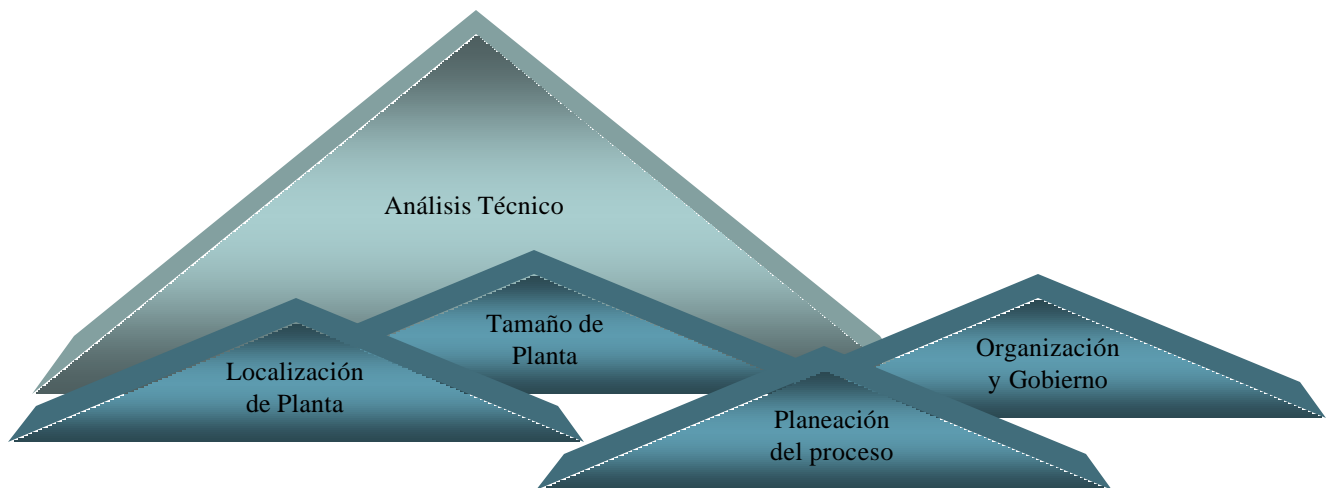 Análisis Técnico
Tamaño de
Planta
Localización
de Planta
Organización
y Gobierno
Planeación
del proceso